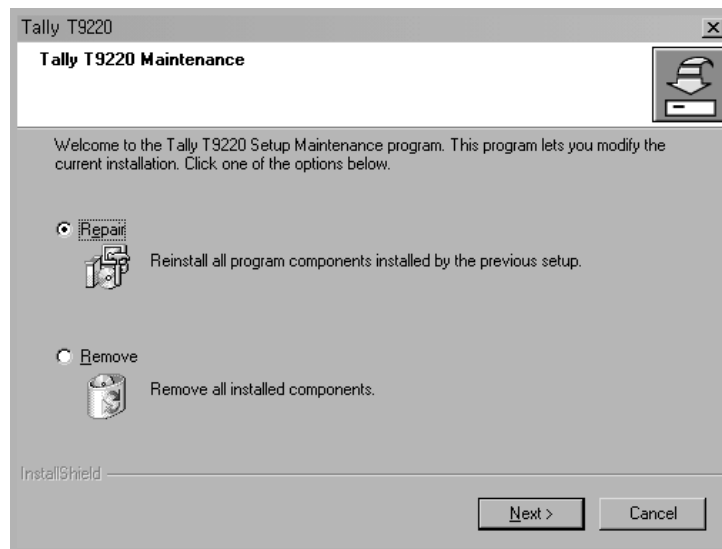 Tally T9220
Tally T9220 Maintenance
Welcome to the Tally T9220 Setup Maintenance program. This program lets you modify the
current installation. Click one of the options below.
Repair
Reinstall all program components installed by the previous setup.
Remove
Remove all installed components.
InstallShield
Next >
Cancel